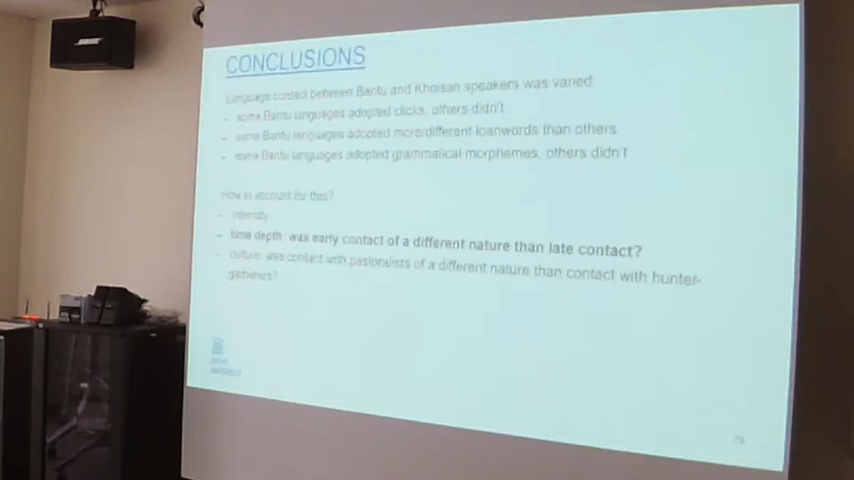 CONCLUSIONS
Language contact between Bantu and Khoisan speakers was varied:
- some Bantu languages adopted clicks, others didn't
- some Bantu languages adopted more/different loanwords than others
- some Bantu languages adopted grammatical morphemes, others didn't
How to account for this?
- intensity
- time depth: was early contact of a different nature than late contact?
- culture: was contact with pastoralists of a different nature than contact with hunter-
gatherers?
BOSE